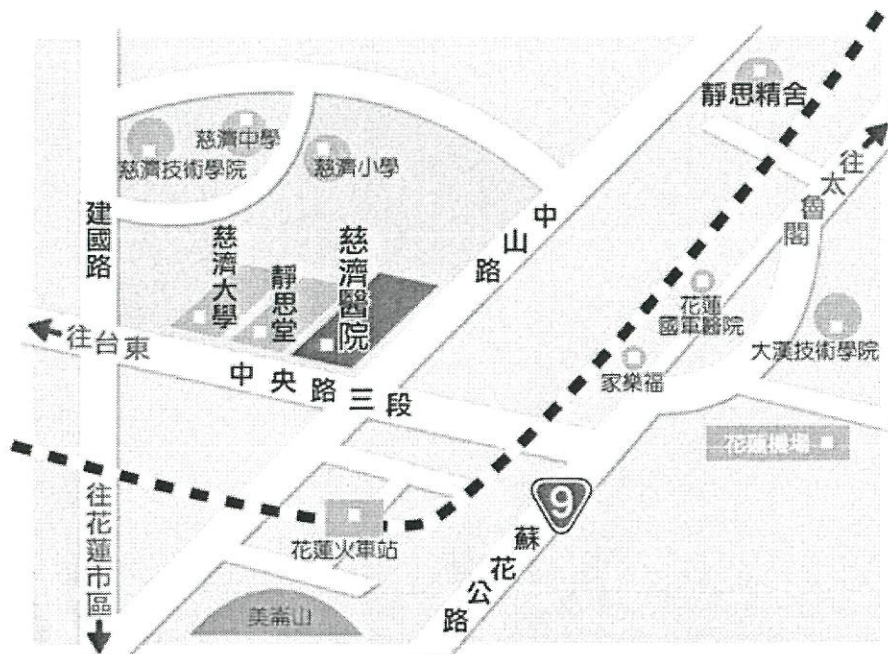 靜思精舍
慈濟中學
慈濟技術學院
慈濟小學
往太魯閣
建國路
中山路
慈濟大學
靜思堂
慈濟醫院
花蓮
國軍醫院
大漢技術學院
往台東
家樂福
中央路三段
花蓮機場
9
往花蓮市區
花蓮火車站
蘇花公路
美崙山